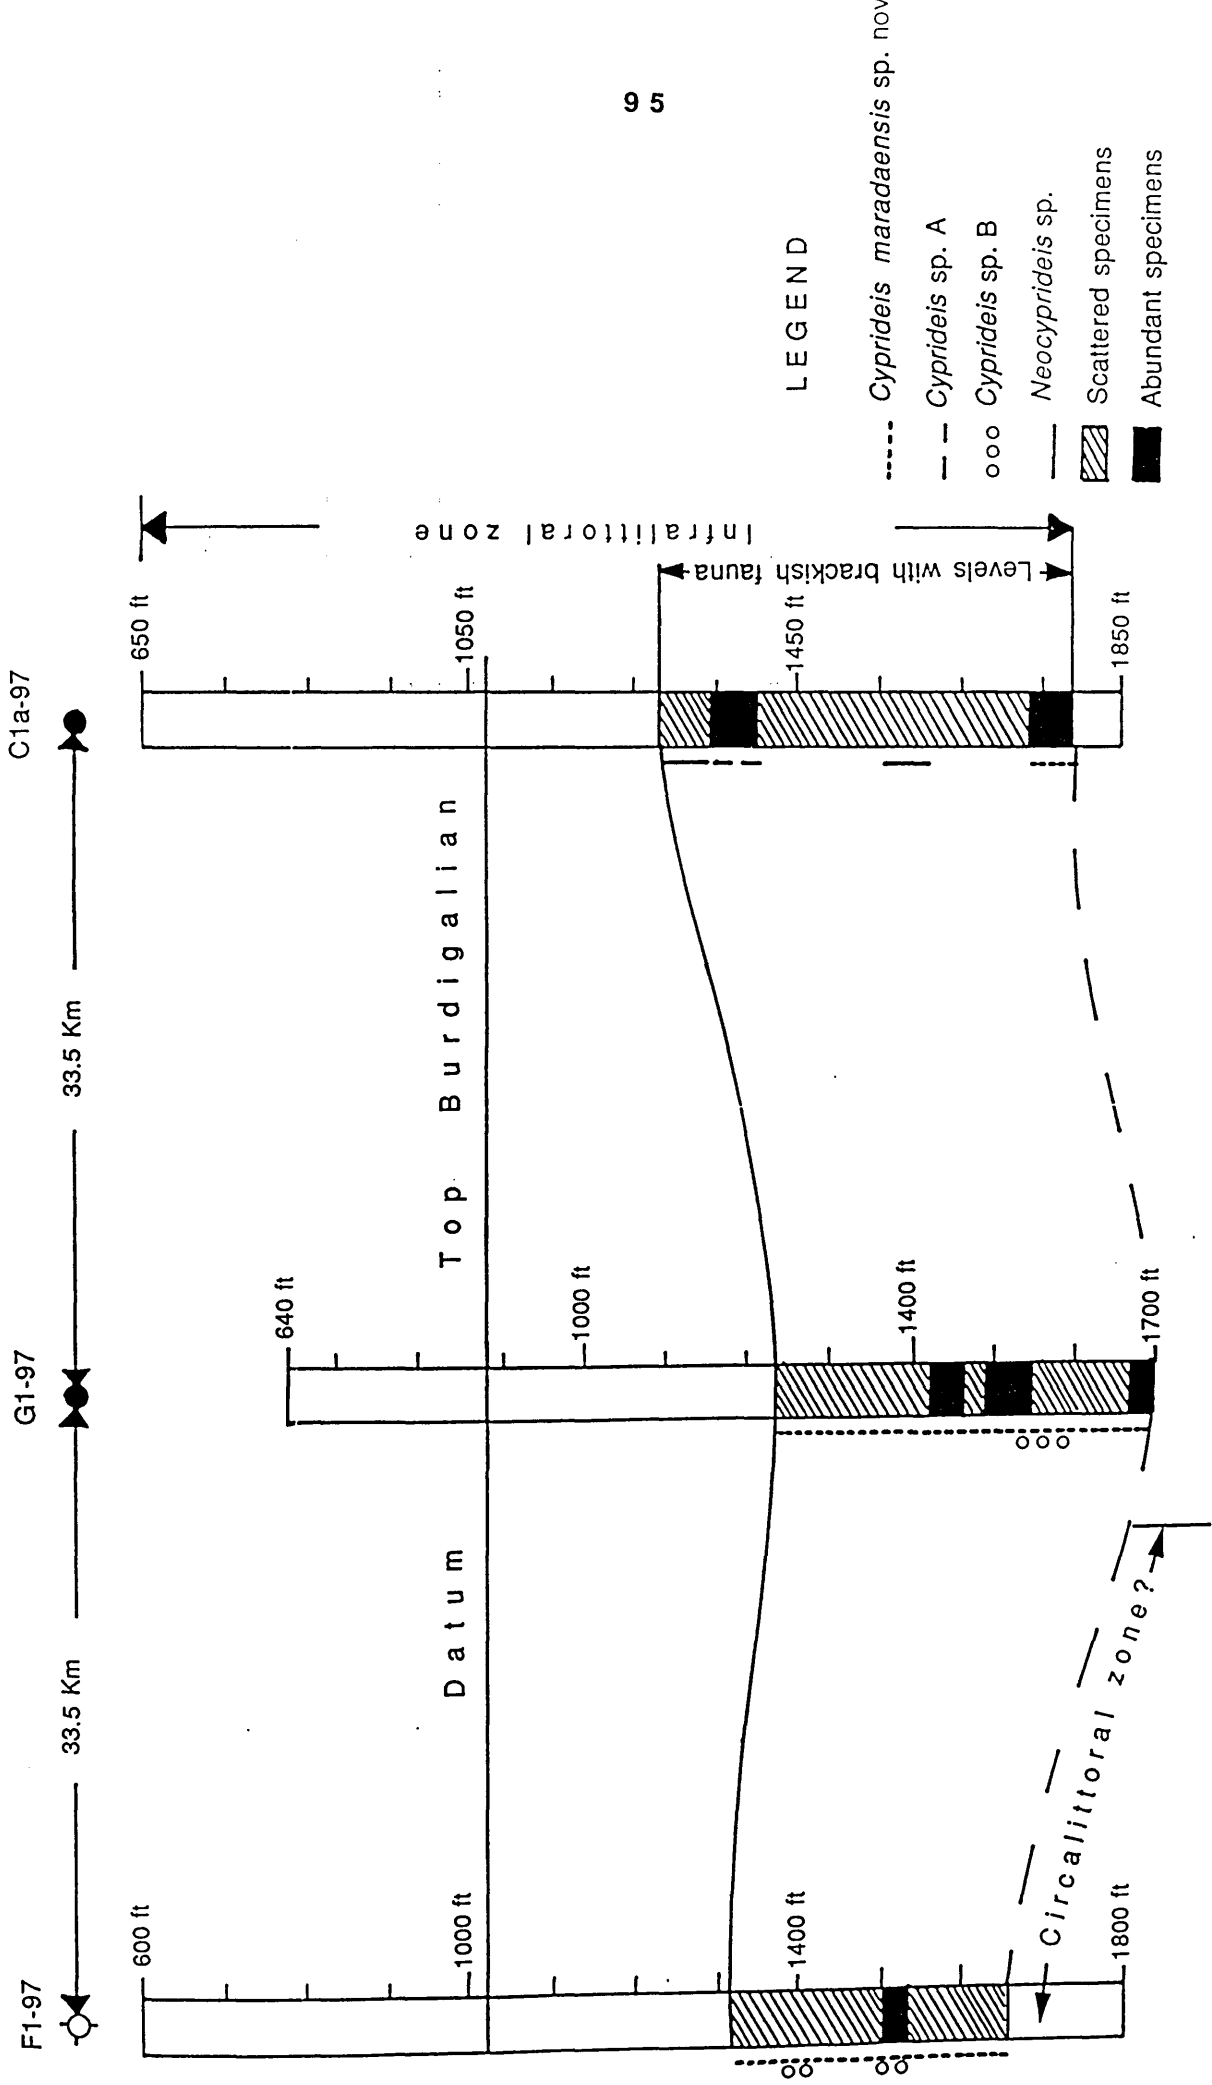 95
F1-97
G1-97
C1a-97
33.5 Km
33.5 Km
600 ft
1000 ft
1400 ft
1800 ft
640 ft
1000 ft
1400 ft
1700 ft
650 ft
1050 ft
1450 ft
1850 ft
Datum Top Burdigalian
Infralittoral zone
Levels with brackish fauna
Circalittoral zone?
LEGEND
Cyprideis maradaensis sp. nov
Cyprideis sp. A
Cyprideis sp. B
Neocyprideis sp.
Scattered specimens
Abundant specimens